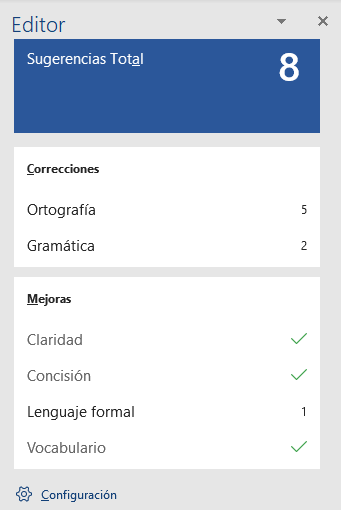 Editor
Sugerencias Total 8
Correcciones
Ortografía 5
Gramática 2
Mejoras
Claridad
Concisión
Lenguaje formal 1
Vocabulario
Configuración